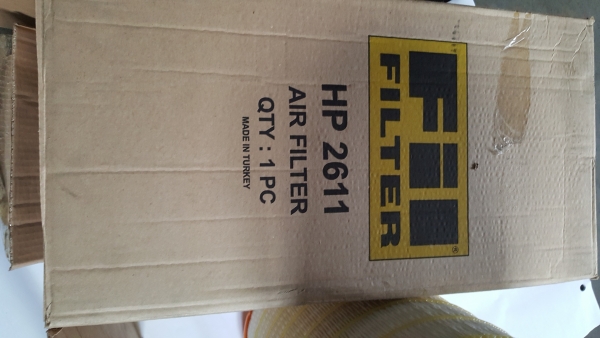 Fil
FILTER
®
HP 2611
AIR FILTER
QTY : 1 PC
MADE IN TURKEY